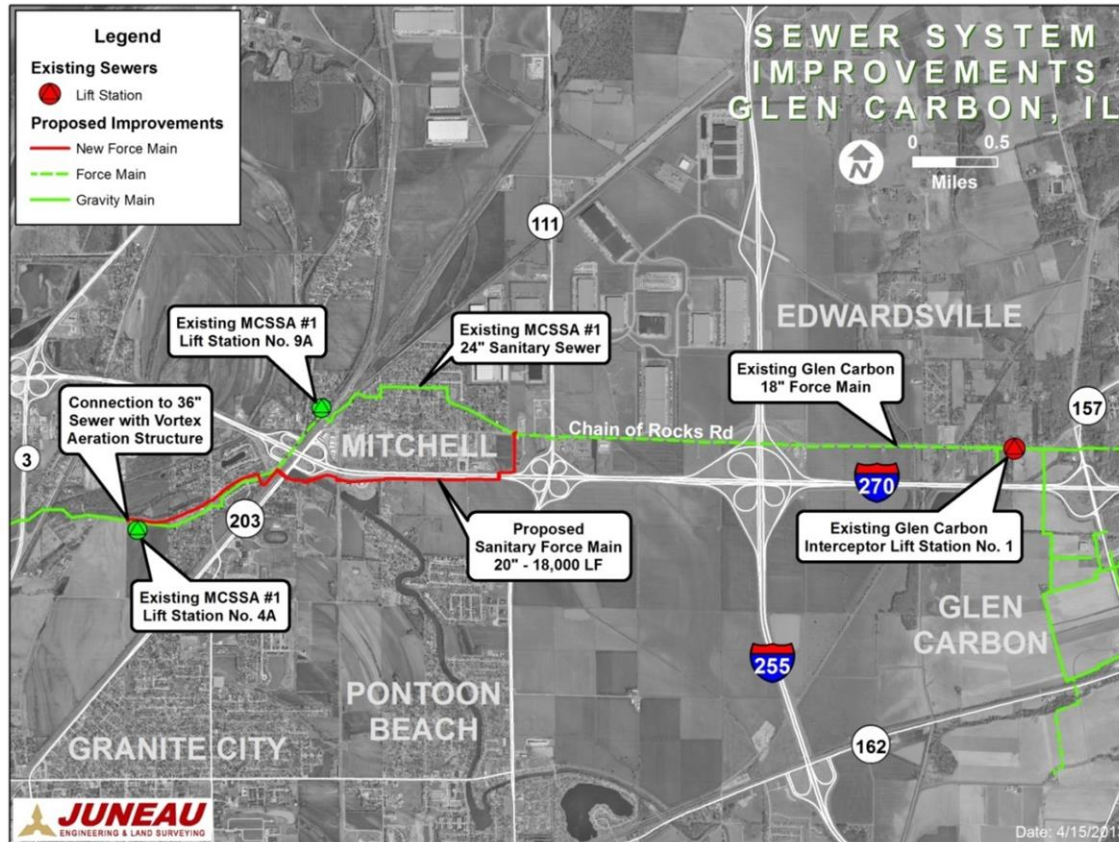 Legend
Existing Sewers
Lift Station
Proposed Improvements
New Force Main
Force Main
Gravity Main
SEWER SYSTEM
IMPROVEMENTS
GLEN CARBON, IL
N
0 0.5
Miles
111
EDWARDSVILLE
Existing MCSSA #1
Lift Station No. 9A
Existing MCSSA #1
24" Sanitary Sewer
Existing Glen Carbon
18" Force Main
Connection to 36"
Sewer with Vortex
Aeration Structure
157
3
MITCHELL
Chain of Rocks Rd
270
203
Proposed
Sanitary Force Main
20" - 18,000 LF
Existing Glen Carbon
Interceptor Lift Station No. 1
Existing MCSSA #1
Lift Station No. 4A
GLEN
CARBON
255
PONTOON
BEACH
GRANITE CITY
162
JUNEAU
ENGINEERING & LAND SURVEYING
Date: 4/15/2013